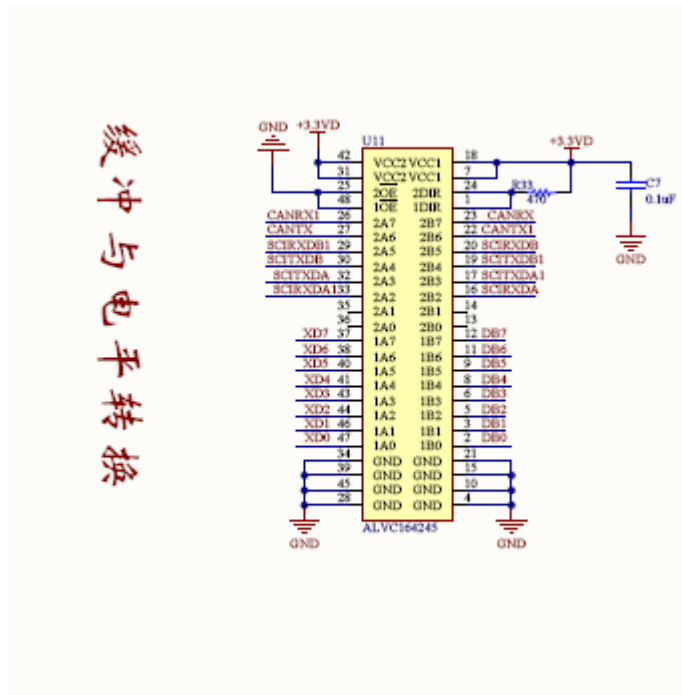 缓冲与电平转换
GND
+3.3VD
U11
+3.3VD
42 VCC2 VCC1 18
31 VCC2 VCC1 7
25 2OE 2DIR 24
48 1OE 1DIR 1
R33
470
C7
0.1uF
GND
CANRX1 26 2A7 2B7 23 CANRX
CANTX 27 2A6 2B6 22 CANTX1
SCIRXDB1 29 2A5 2B5 20 SCIRXDB
SCITXDB 30 2A4 2B4 19 SCITXDB1
SCITXDA 32 2A3 2B3 17 SCITXDA1
SCIRXDA1 33 2A2 2B2 16 SCIRXDA
35 2A1 2B1 14
36 2A0 2B0 13
XD7 37 1A7 1B7 12 DB7
XD6 38 1A6 1B6 11 DB6
XD5 40 1A5 1B5 9 DB5
XD4 41 1A4 1B4 8 DB4
XD3 43 1A3 1B3 6 DB3
XD2 44 1A2 1B2 5 DB2
XD1 46 1A1 1B1 3 DB1
XD0 47 1A0 1B0 2 DB0
34 GND GND 21
39 GND GND 15
45 GND GND 10
28 GND GND 4
GND
ALVC164245
GND